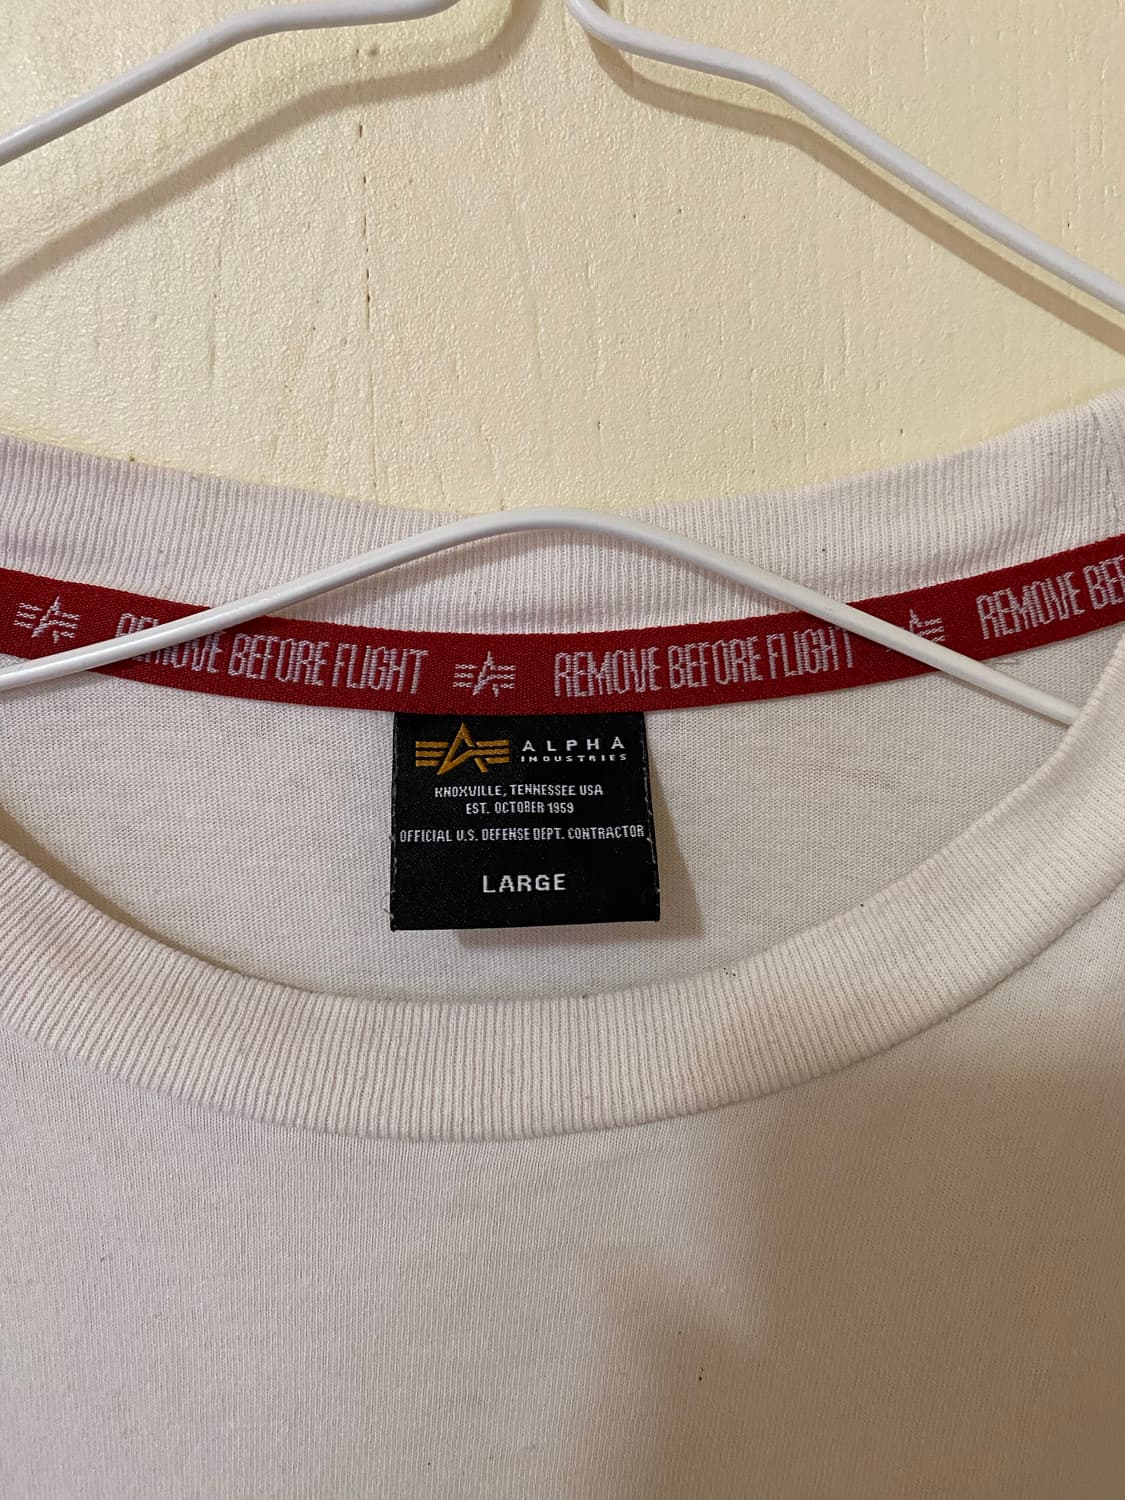 REMOVE BEFORE FLIGHT REMOVE BEFORE FLIGHT REMOVE
ALPHA
INDUSTRIES
KNOXVILLE, TENNESSEE USA
EST. OCTOBER 1959
OFFICIAL U.S. DEFENSE DEPT. CONTRACTOR
LARGE